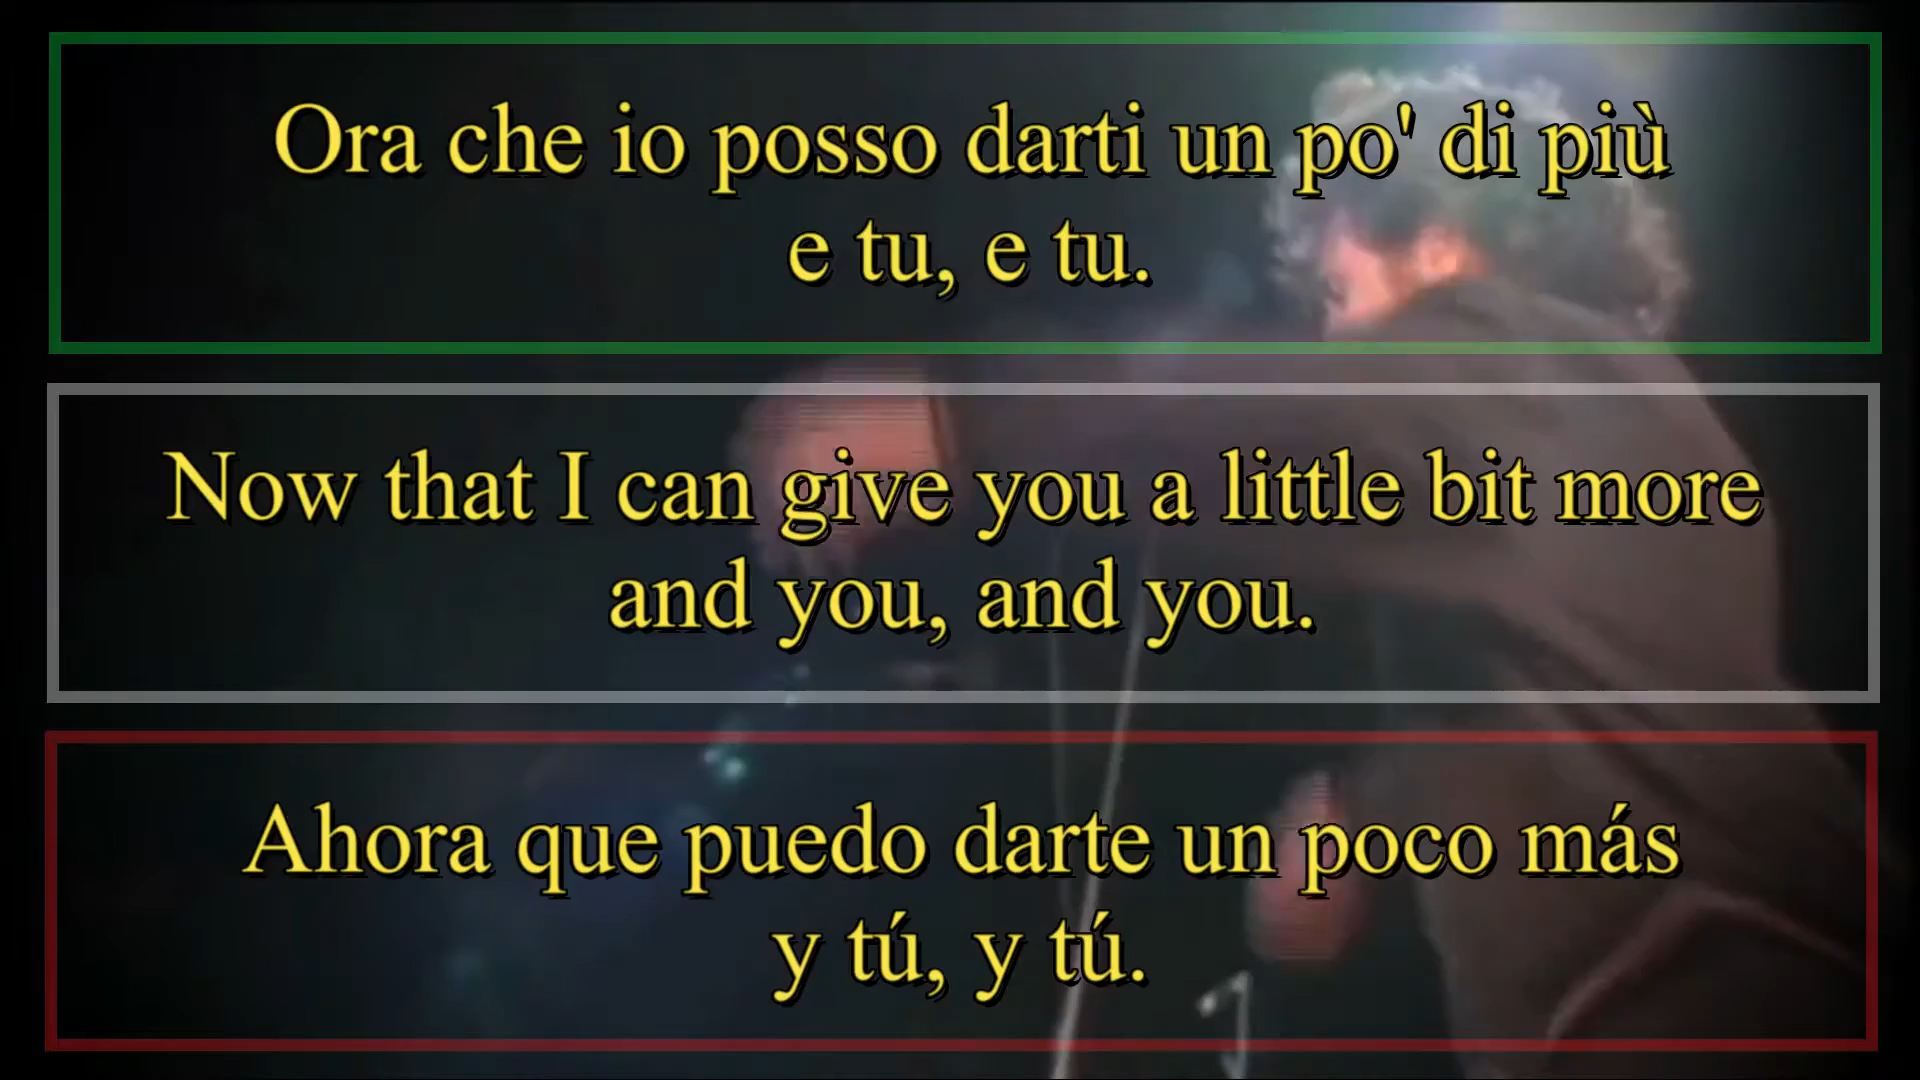 Ora che io posso darti un po' di più
e tu, e tu.
Now that I can give you a little bit more
and you, and you.
Ahora que puedo darte un poco más
y tú, y tú.